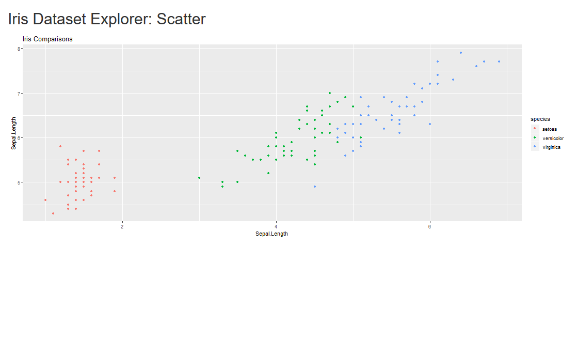 Iris Dataset Explorer: Scatter
Iris Comparisons
8
7
6
5
Sepal.Length
2
4
6
Sepal.Length
species
setosa
versicolor
virginica